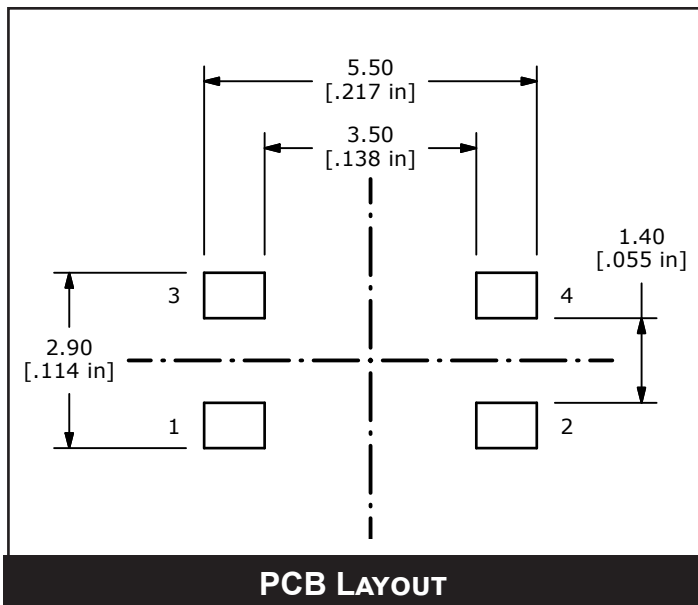 5.50
[.217 in]
3.50
[.138 in]
1.40
[.055 in]
3
4
2.90
[.114 in]
1
2
PCB LAYOUT